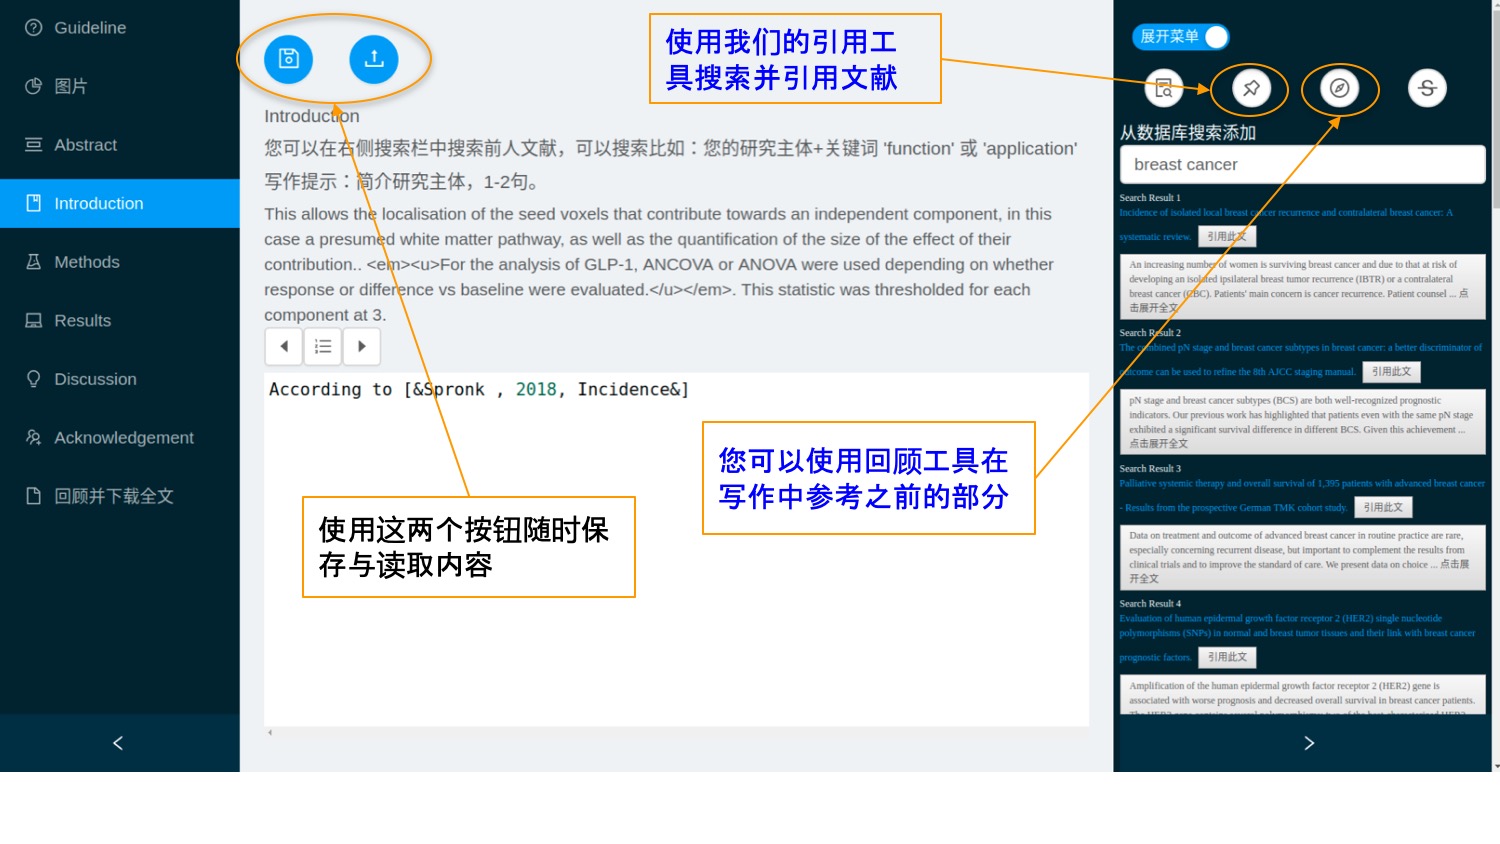 Guideline
图片
Abstract
Introduction
Methods
Results
Discussion
Acknowledgement
回顾并下载全文
Introduction
您可以在右侧搜索栏中搜索前人文献，可以搜索比如：您的研究主体+关键词 'function' 或 'application'
写作提示：简介研究主体，1-2句。
This allows the localisation of the seed voxels that contribute towards an independent component, in this
case a presumed white matter pathway, as well as the quantification of the size of the effect of their
contribution.. <em><u>For the analysis of GLP-1, ANCOVA or ANOVA were used depending on whether
response or difference vs baseline were evaluated.</u></em>. This statistic was thresholded for each
component at 3.
According to [&Spronk , 2018, Incidence&]
使用这两个按钮随时保
存与读取内容
使用我们的引用工
具搜索并引用文献
您可以使用回顾工具在
写作中参考之前的部分
展开菜单
从数据库搜索添加
breast cancer
Search Result 1
Incidence of isolated local breast cancer recurrence and contralateral breast cancer: A
systematic review. 引用此文
An increasing number of women is surviving breast cancer and due to that at risk of
developing an isolated ipsilateral breast tumor recurrence (IBTR) or a contralateral
breast cancer (CBC). Patients' main concern is cancer recurrence. Patient counsel ... 点
击展开全文
Search Result 2
The combined pN stage and breast cancer subtypes in breast cancer: a better discriminator of
outcome can be used to refine the 8th AJCC staging manual. 引用此文
pN stage and breast cancer subtypes (BCS) are both well-recognized prognostic
indicators. Our previous work has highlighted that patients even with the same pN stage
exhibited a significant survival difference in different BCS. Given this achievement ...
点击展开全文
Search Result 3
Palliative systemic therapy and overall survival of 1,395 patients with advanced breast cancer
- Results from the prospective German TMK cohort study. 引用此文
Data on treatment and outcome of advanced breast cancer in routine practice are rare,
especially concerning recurrent disease, but important to complement the results from
clinical trials and to improve the standard of care. We present data on choice ... 点击展
开全文
Search Result 4
Evaluation of human epidermal growth factor receptor 2 (HER2) single nucleotide
polymorphisms (SNPs) in normal and breast tumor tissues and their link with breast cancer
prognostic factors. 引用此文
Amplification of the human epidermal growth factor receptor 2 (HER2) gene is
associated with worse prognosis and decreased overall survival in breast cancer patients.